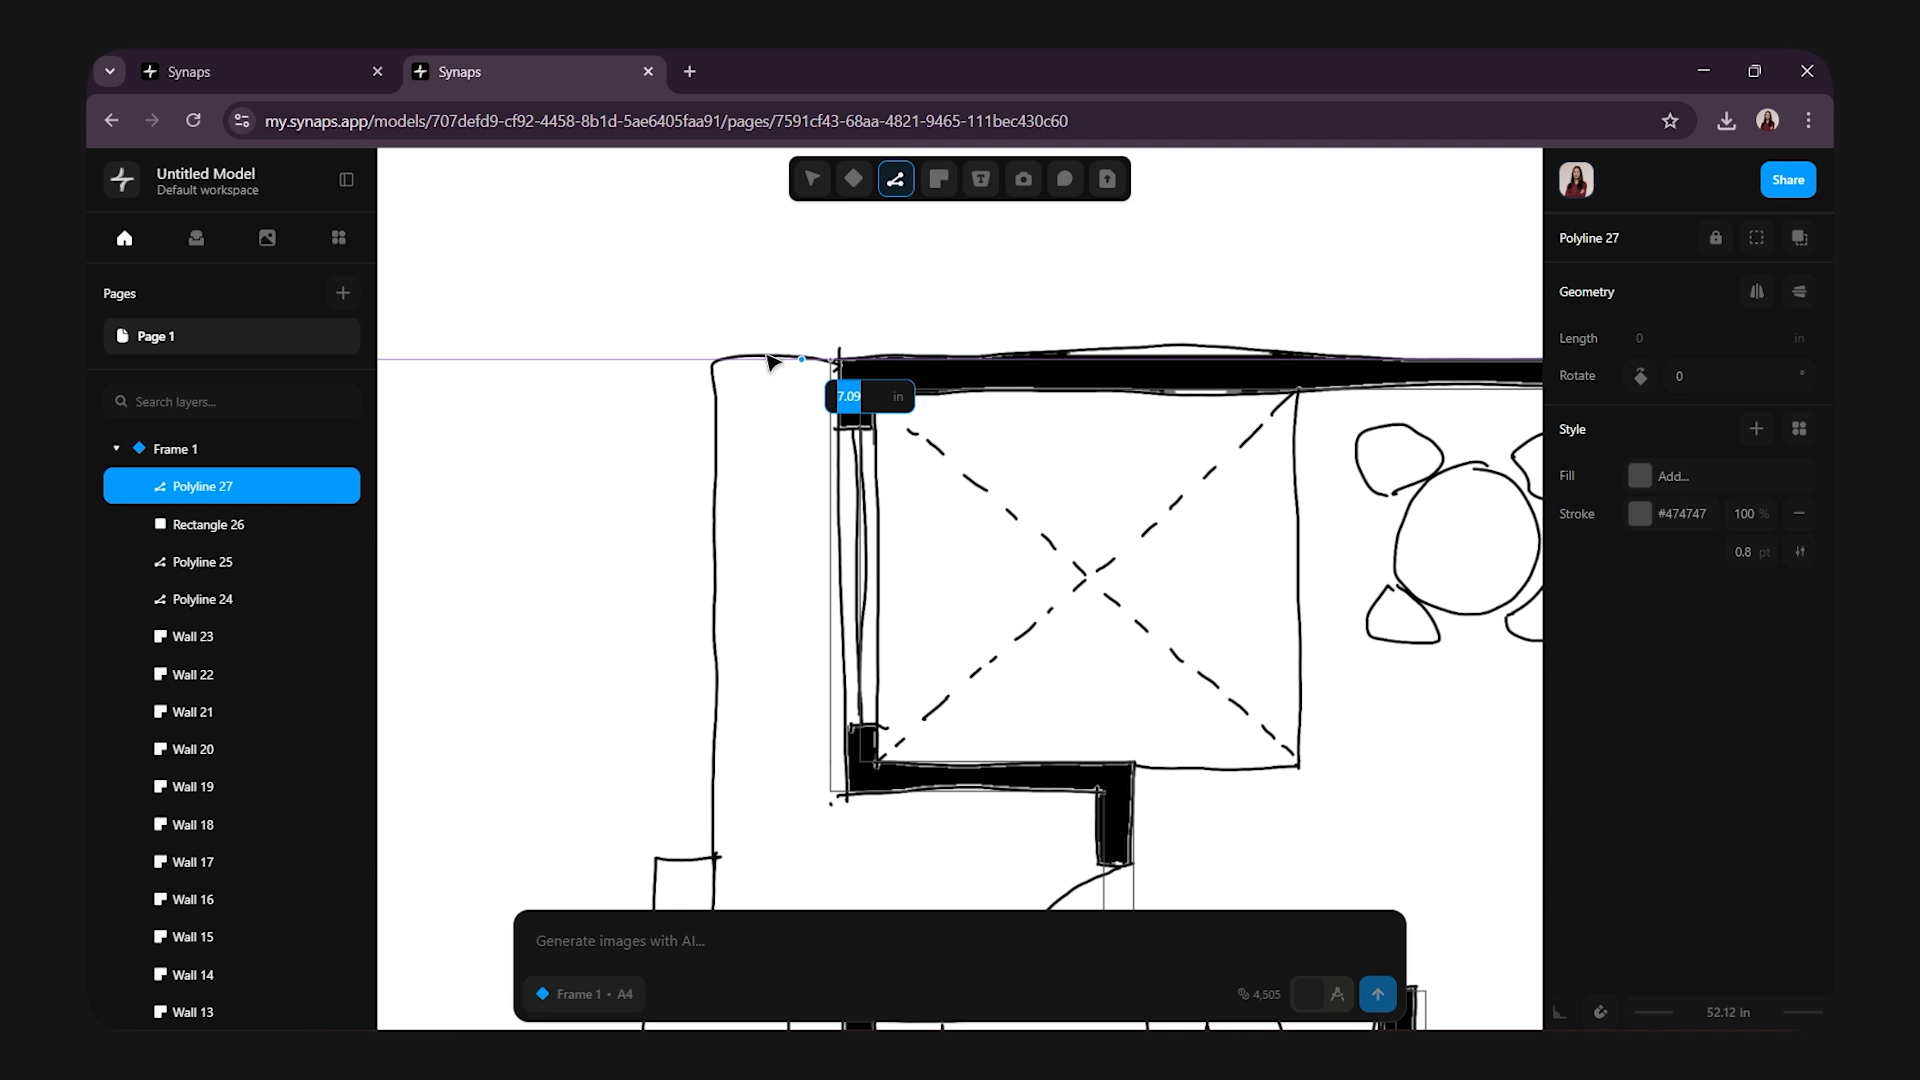 Synaps
Synaps
my.synaps.app/models/707defd9-cf92-4458-8b1d-5ae6405faa91/pages/7591cf43-68aa-4821-9465-111bec430c60
Untitled Model
Default workspace
Share
Pages
Page 1
Search layers...
Frame 1
Polyline 27
Rectangle 26
Polyline 25
Polyline 24
Wall 23
Wall 22
Wall 21
Wall 20
Wall 19
Wall 18
Wall 17
Wall 16
Wall 15
Wall 14
Wall 13
7.09 in
Generate images with AI...
Frame 1 • A4
4,505
Polyline 27
Geometry
Length 0 in
Rotate 0 °
Style
Fill Add...
Stroke #474747 100 %
0.8 pt
52.12 in